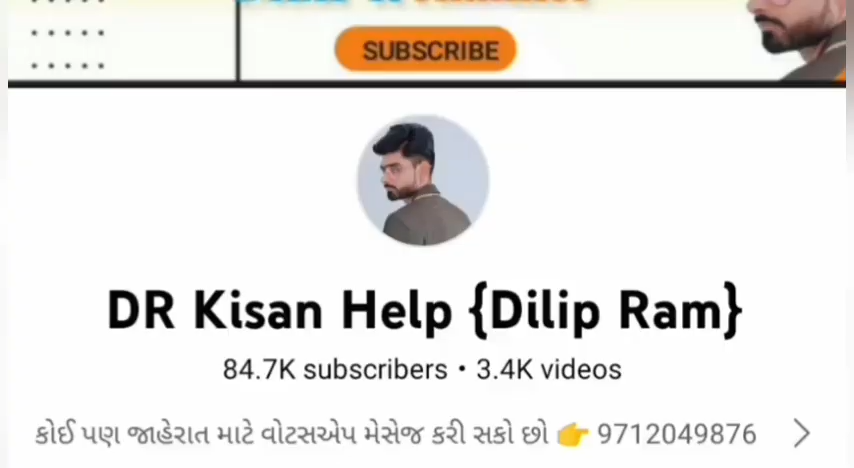 SUBSCRIBE
DR Kisan Help {Dilip Ram}
84.7K subscribers • 3.4K videos
કોઈ પણ જાહેરાત માટે વોટસએપ મેસેજ કરી સકો છો 👉 9712049876